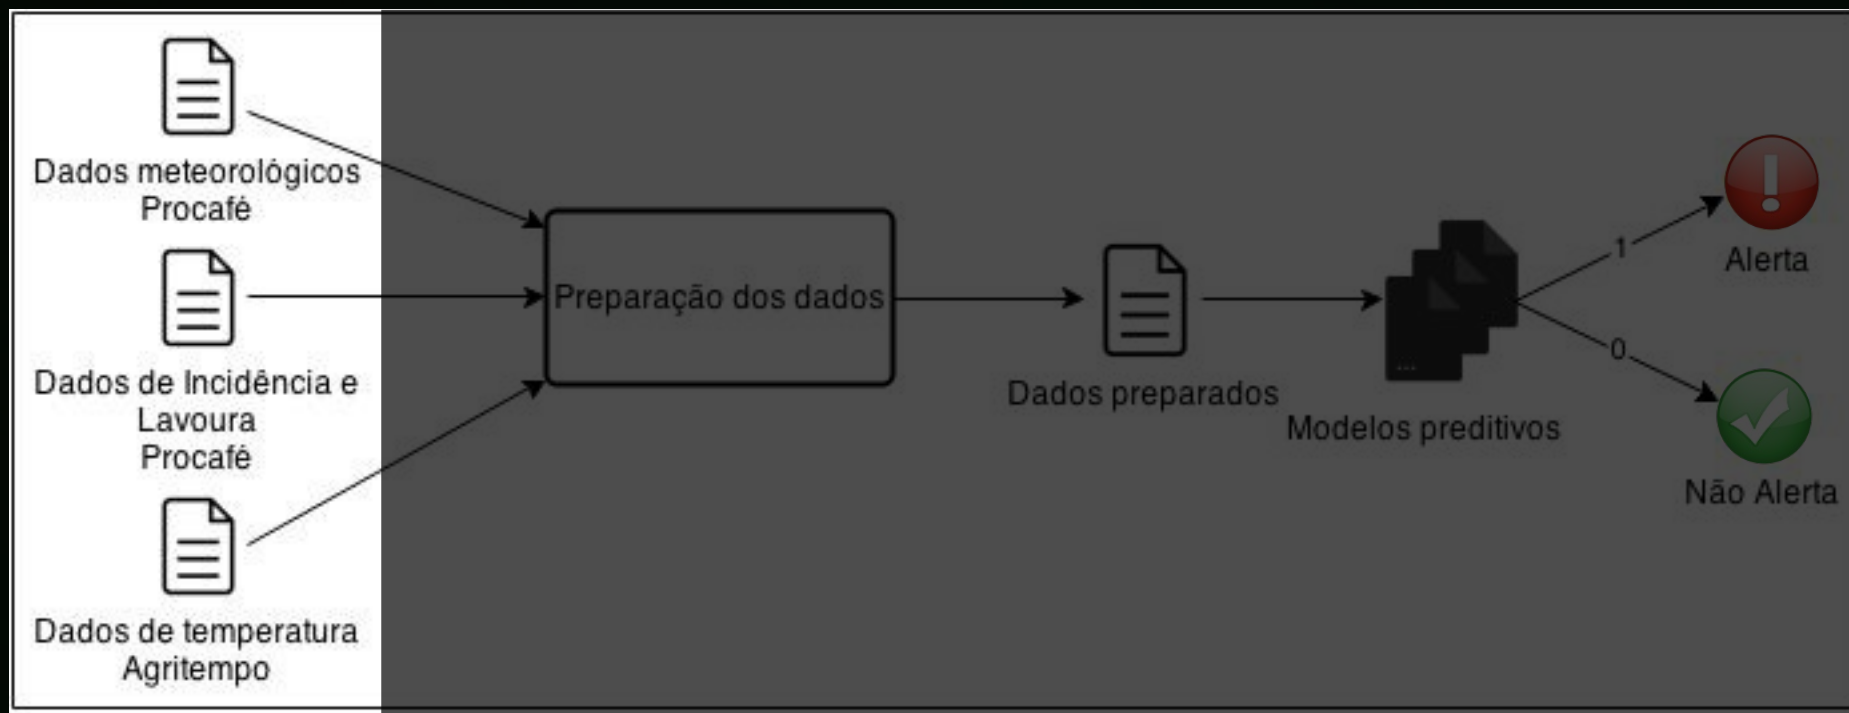 Dados meteorológicos
Procafé
Dados de Incidência e
Lavoura
Procafé
Dados de temperatura
Agritempo
Preparação dos dados
Dados preparados
Modelos preditivos
...
1
0
Alerta
Não Alerta